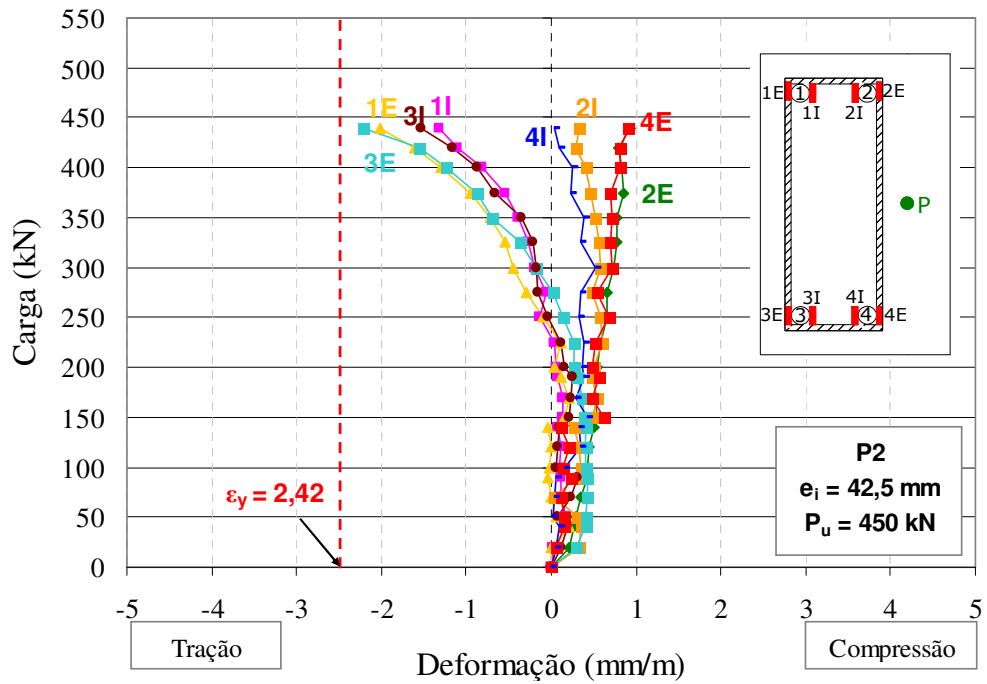 550
500
450
400
350
300
250
200
150
100
50
0
Carga (kN)
-5 -4 -3 -2 -1 0 1 2 3 4 5
Deformação (mm/m)
Tração
Compressão
εy = 2,42
1E
3I
1I
3E
4I
2I
4E
2E
1E 1 2 2E
1I 2I
P
3I 4I
3E 3 4 4E
P2
ei = 42,5 mm
Pu = 450 kN